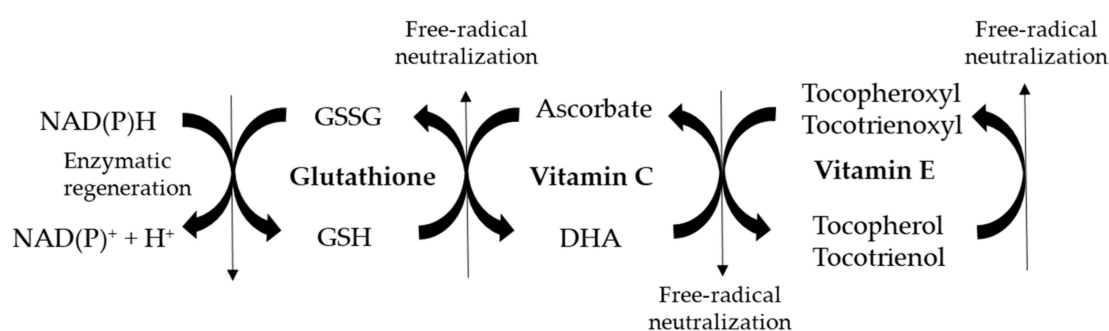 Free-radical
neutralization
Free-radical
neutralization
NAD(P)H
GSSG
Ascorbate
Tocopheroxyl
Tocotrienoxyl
Enzymatic
regeneration
Glutathione
Vitamin C
Vitamin E
NAD(P)⁺ + H⁺
GSH
DHA
Tocopherol
Tocotrienol
Free-radical
neutralization